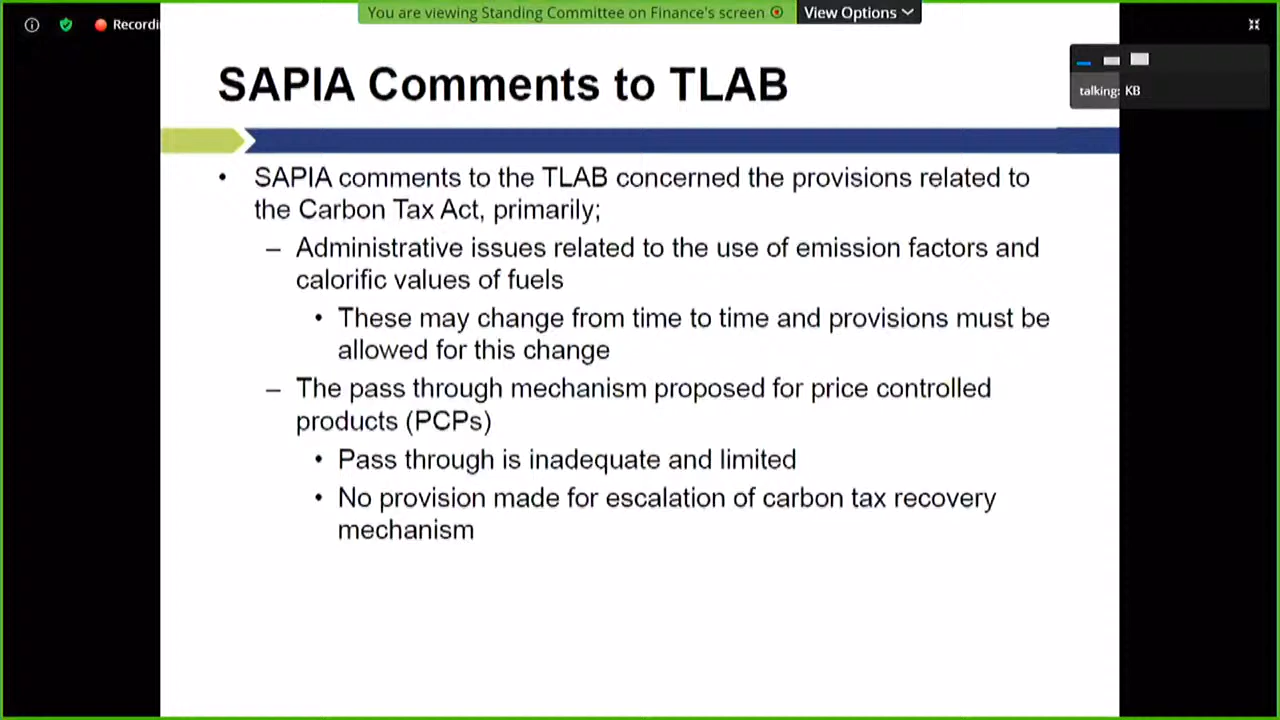 You are viewing Standing Committee on Finance's screen
View Options
Recordi
talking: KB
SAPIA Comments to TLAB
• SAPIA comments to the TLAB concerned the provisions related to
the Carbon Tax Act, primarily;
– Administrative issues related to the use of emission factors and
calorific values of fuels
• These may change from time to time and provisions must be
allowed for this change
– The pass through mechanism proposed for price controlled
products (PCPs)
• Pass through is inadequate and limited
• No provision made for escalation of carbon tax recovery
mechanism